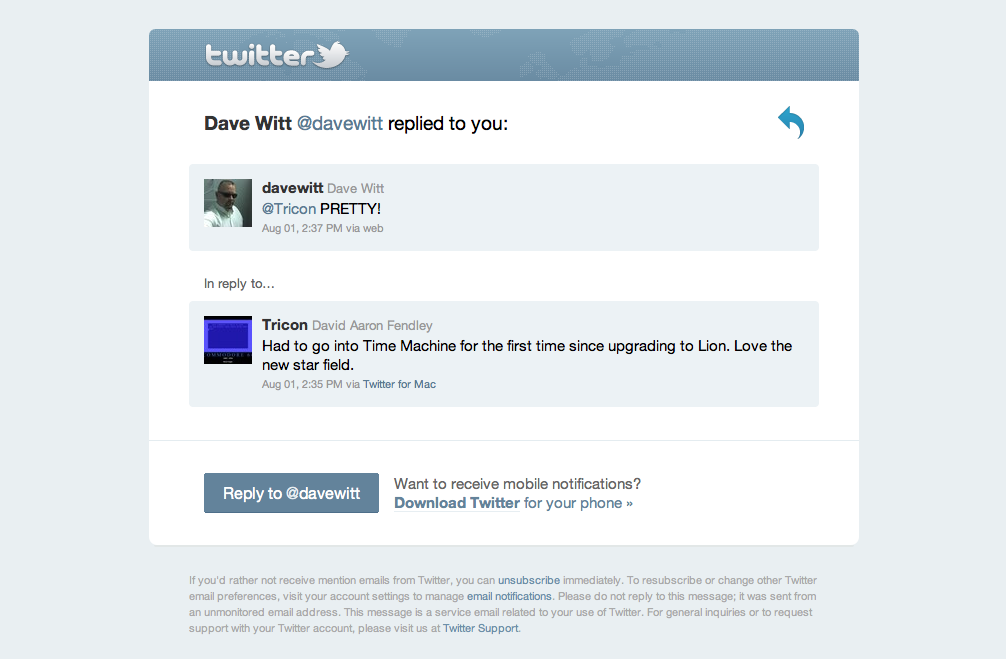 twitter
Dave Witt @davewitt replied to you:
davewitt Dave Witt
@Tricon PRETTY!
Aug 01, 2:37 PM via web
In reply to...
Tricon David Aaron Fendley
Had to go into Time Machine for the first time since upgrading to Lion. Love the
new star field.
Aug 01, 2:35 PM via Twitter for Mac
Reply to @davewitt
Want to receive mobile notifications?
Download Twitter for your phone »
If you'd rather not receive mention emails from Twitter, you can unsubscribe immediately. To resubscribe or change other Twitter
email preferences, visit your account settings to manage email notifications. Please do not reply to this message; it was sent from
an unmonitored email address. This message is a service email related to your use of Twitter. For general inquiries or to request
support with your Twitter account, please visit us at Twitter Support.